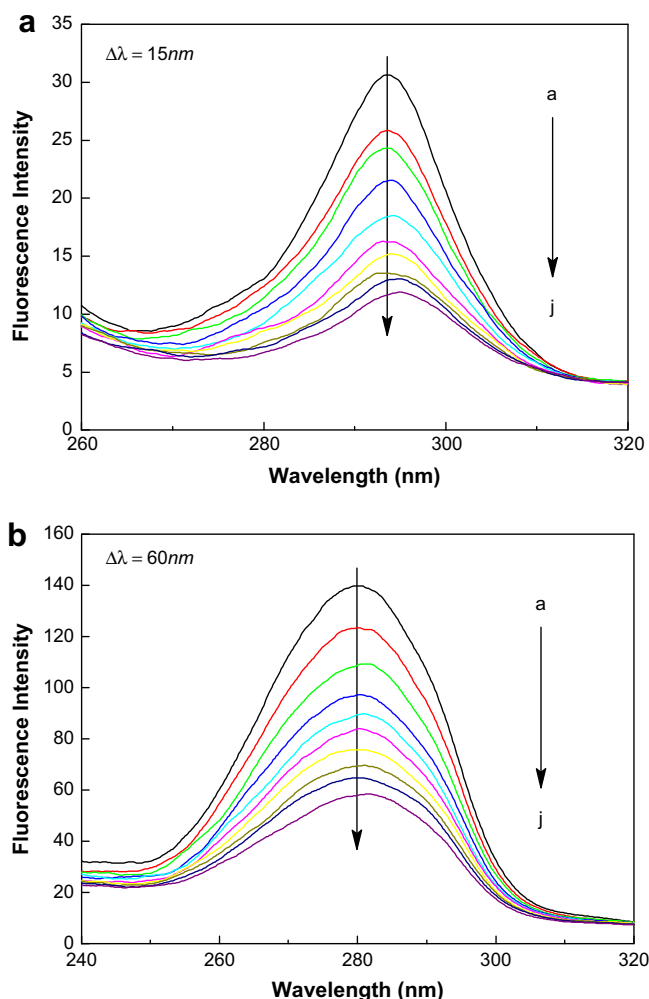 a
Δλ = 15nm
35
30
25
20
15
10
5
0
Fluorescence Intensity
a
j
260
280
300
320
Wavelength (nm)
b
Δλ = 60nm
160
140
120
100
80
60
40
20
0
Fluorescence Intensity
a
j
240
260
280
300
320
Wavelength (nm)